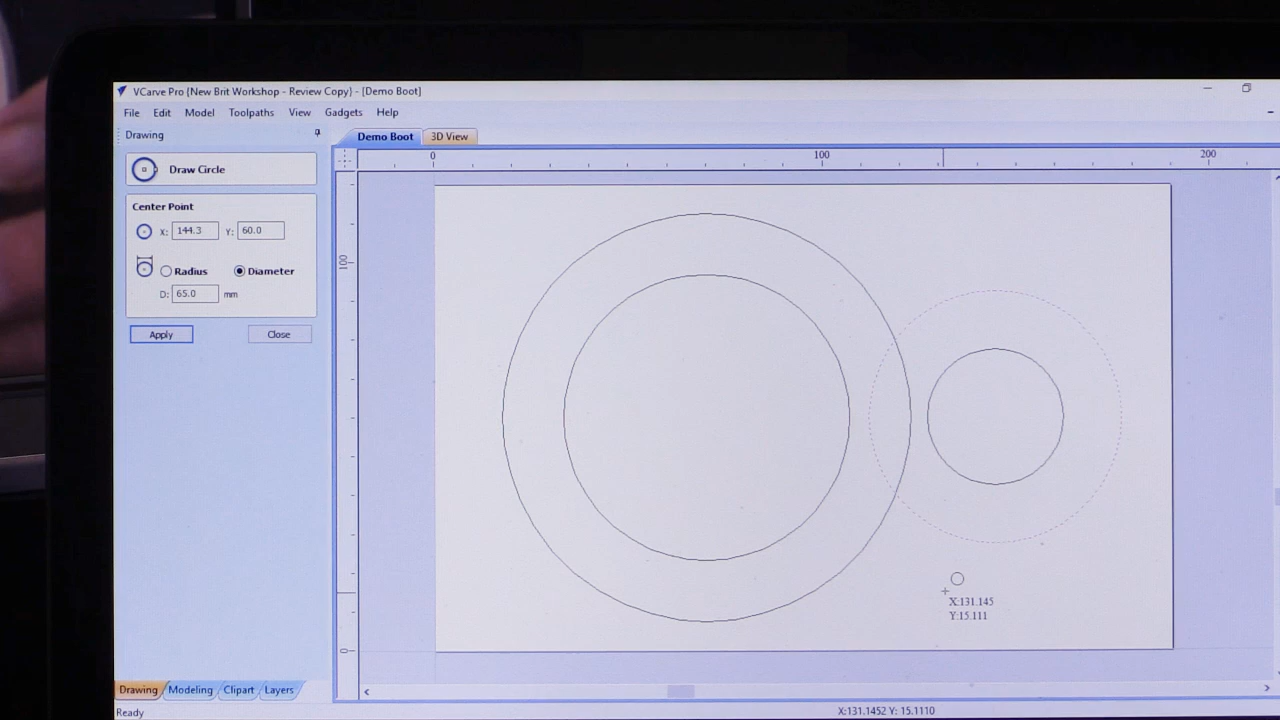 VCarve Pro {New Brit Workshop - Review Copy} - {Demo Boot]
File Edit Model Toolpaths View Gadgets Help
Drawing
Demo Boot 3D View
Draw Circle
0 100 200
Center Point
X: 144.3 Y: 60.0
Radius Diameter
D: 65.0 mm
Apply Close
100
0
X:131.145
Y:15.111
Drawing Modeling Clipart Layers
Ready X:131.1452 Y: 15.1110